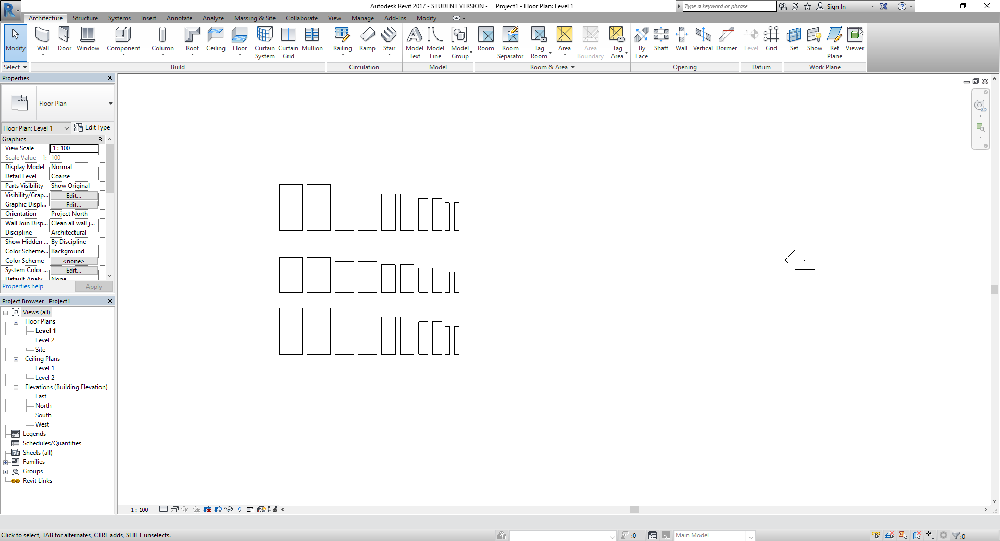 Autodesk Revit 2017 - STUDENT VERSION - Project1 - Floor Plan: Level 1
Type a keyword or phrase
Sign In
Architecture Structure Systems Insert Annotate Analyze Massing & Site Collaborate View Manage Add-Ins Modify
Modify
Wall
Door
Window
Component
Column
Roof
Ceiling
Floor
Curtain System
Curtain Grid
Mullion
Railing
Ramp
Stair
Model Text
Model Line
Model Group
Room
Room Separator
Tag Room
Area
Area Boundary
Tag Area
By Face
Shaft
Wall
Vertical
Dormer
Level
Grid
Set
Show
Ref Plane
Viewer
Select
Build
Circulation
Model
Room & Area
Opening
Datum
Work Plane
Properties
Floor Plan
Floor Plan: Level 1
Edit Type
Graphics
View Scale 1 : 100
Scale Value 1: 100
Display Model Normal
Detail Level Coarse
Parts Visibility Show Original
Visibility/Grap... Edit...
Graphic Displ... Edit...
Orientation Project North
Wall Join Disp... Clean all wall j...
Discipline Architectural
Show Hidden ... By Discipline
Color Scheme... Background
Color Scheme <none>
System Color ... Edit...
Default Analy... None
Properties help
Apply
Project Browser - Project1
Views (all)
Floor Plans
Level 1
Level 2
Site
Ceiling Plans
Level 1
Level 2
Elevations (Building Elevation)
East
North
South
West
Legends
Schedules/Quantities
Sheets (all)
Families
Groups
Revit Links
2D
1 : 100
Click to select, TAB for alternates, CTRL adds, SHIFT unselects.
:0
Main Model
:0